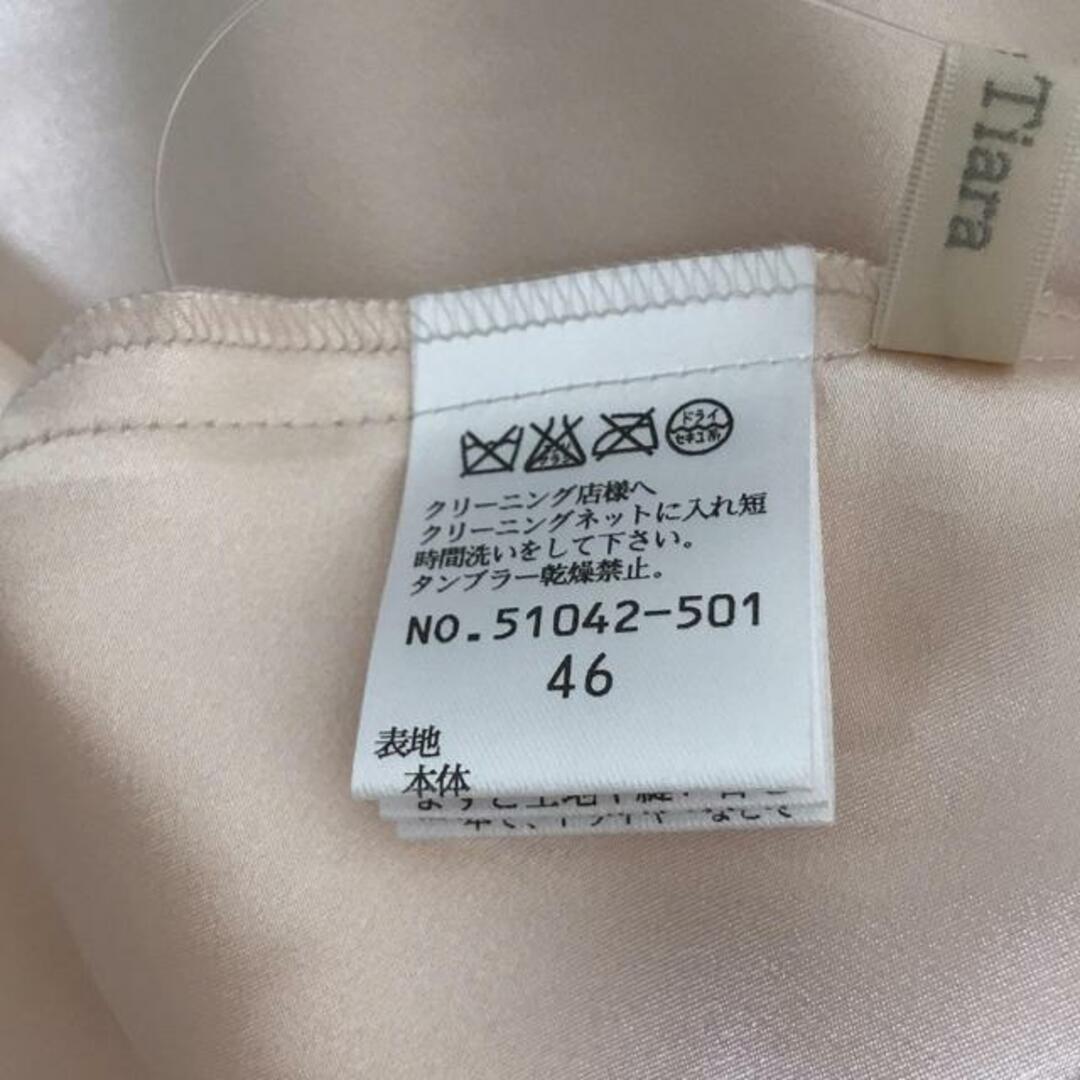 Tiara
ドライ
セキユ系
クリーニング店様へ
クリーニングネットに入れ短
時間洗いをして下さい。
タンブラー乾燥禁止。
NO.51042-501
46
表地
本体